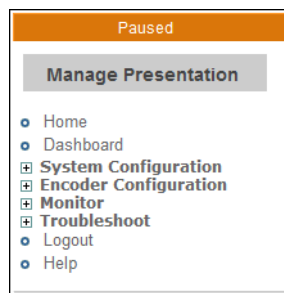 Paused
Manage Presentation
Home
Dashboard
System Configuration
Encoder Configuration
Monitor
Troubleshoot
Logout
Help